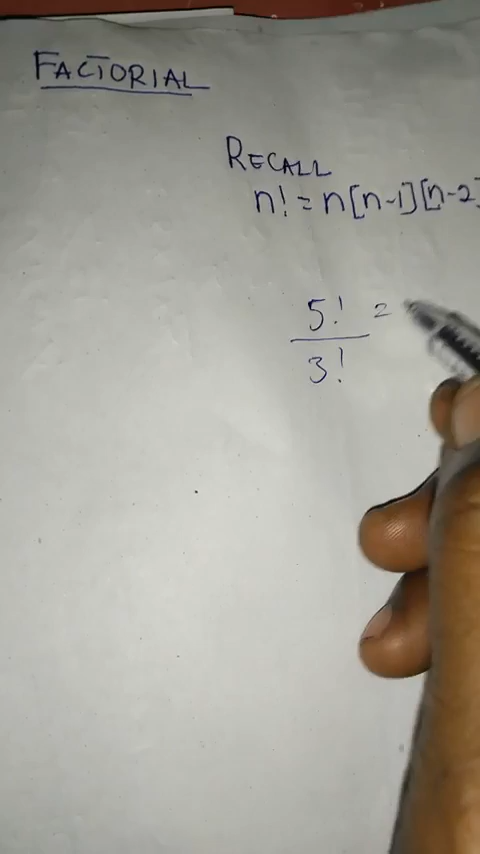 FACTORIAL
RECALL
n! = n[n-1][n-2]
5! =
3!